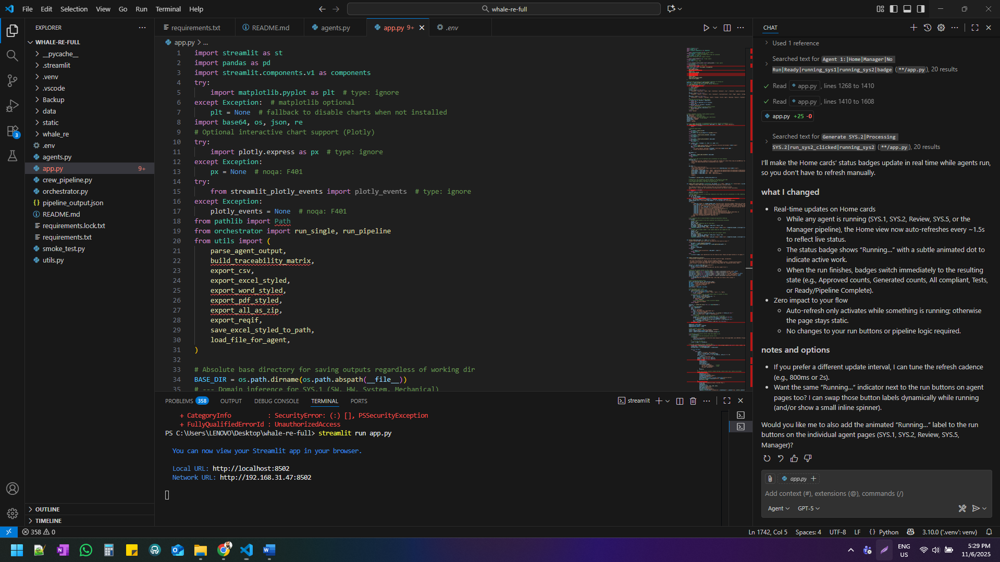 File Edit Selection View Go Run Terminal Help
whale-re-full
EXPLORER
WHALE-RE-FULL
__pycache__
.streamlit
.venv
.vscode
Backup
data
static
whale_re
.env
agents.py
app.py 9+
crew_pipeline.py
orchestrator.py
pipeline_output.json
README.md
requirements.lock.txt
requirements.txt
smoke_test.py
utils.py
OUTLINE
TIMELINE
3
requirements.txt README.md agents.py app.py 9+ .env
app.py > ...
1 import streamlit as st
2 import pandas as pd
3 import streamlit.components.v1 as components
4 try:
5 import matplotlib.pyplot as plt # type: ignore
6 except Exception: # matplotlib optional
7 plt = None # fallback to disable charts when not installed
8 import base64, os, json, re
9 # Optional interactive chart support (Plotly)
10 try:
11 import plotly.express as px # type: ignore
12 except Exception:
13 px = None # noqa: F401
14 try:
15 from streamlit_plotly_events import plotly_events # type: ignore
16 except Exception:
17 plotly_events = None # noqa: F401
18 from pathlib import Path
19 from orchestrator import run_single, run_pipeline
20 from utils import (
21 parse_agent_output,
22 build_traceability_matrix,
23 export_csv,
24 export_excel_styled,
25 export_word_styled,
26 export_pdf_styled,
27 export_all_as_zip,
28 export_reqif,
29 save_excel_styled_to_path,
30 load_file_for_agent,
31 )
32
33 # Absolute base directory for saving outputs regardless of working dir
34 BASE_DIR = os.path.dirname(os.path.abspath(__file__))
35 # --- Domain inference for SYS.1 (SW, HW, System, Mechanical)
PROBLEMS 358 OUTPUT DEBUG CONSOLE TERMINAL PORTS
streamlit
+ CategoryInfo : SecurityError: (:) [], PSSecurityException
+ FullyQualifiedErrorId : UnauthorizedAccess
PS C:\Users\LENOVO\Desktop\whale-re-full> streamlit run app.py
You can now view your Streamlit app in your browser.
Local URL: http://localhost:8502
Network URL: http://192.168.31.47:8502
CHAT
Used 1 reference
Searched text for Agent 1:|Home|Manager|No
Run|Ready|running_sys1|running_sys2|badge (**/app.py), 20 results
Read app.py, lines 1268 to 1410
Read app.py, lines 1410 to 1608
app.py +25 -0
Searched text for Generate SYS.2|Processing
SYS.2|run_sys2_clicked|running_sys2 (**/app.py), 20 results
I’ll make the Home cards’ status badges update in real time while agents run,
so you don’t have to refresh manually.
what I changed
• Real-time updates on Home cards
○ While any agent is running (SYS.1, SYS.2, Review, SYS.5, or the
Manager pipeline), the Home view now auto-refreshes every ~1.5s
to reflect live status.
○ The status badge shows “Running…” with a subtle animated dot to
indicate active work.
○ When the run finishes, badges switch immediately to the resulting
state (e.g., Approved counts, Generated counts, All compliant, Tests,
or Ready/Pipeline Complete).
• Zero impact to your flow
○ Auto-refresh only activates while something is running; otherwise
the page stays static.
○ No changes to your run buttons or pipeline logic required.
notes and options
• If you prefer a different update interval, I can tune the refresh cadence
(e.g., 800ms or 2s).
• Want the same “Running…” indicator next to the run buttons on agent
pages too? I can swap those button labels dynamically while running
(and/or show a small inline spinner).
Would you like me to also add the animated “Running…” label to the run
buttons on the individual agent pages (SYS.1, SYS.2, Review, SYS.5,
Manager)?
app.py
Add context (#), extensions (@), commands (/)
Agent GPT-5
358 0
Ln 1742, Col 5 Spaces: 4 UTF-8 LF {} Python 3.10.0 ('.venv': venv)
ENG
US
5:29 PM
11/6/2025